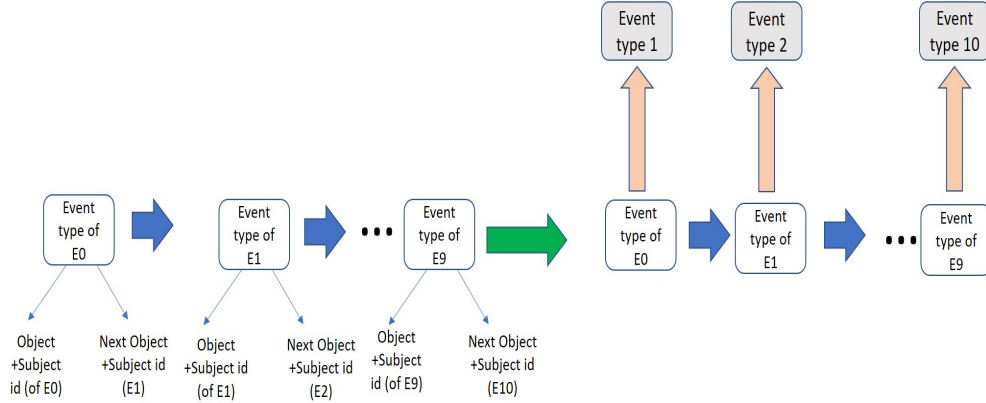 Event
type 1
Event
type 2
Event
type 10
Event
type of
E0
Event
type of
E1
...
Event
type of
E9
Event
type of
E0
Event
type of
E1
...
Event
type of
E9
Object
+Subject
id (of E0)
Next Object
+Subject id
(E1)
Object
+Subject id
(of E1)
Next Object
+Subject id
(E2)
Object
+Subject
id (of E9)
Next Object
+Subject id
(E10)